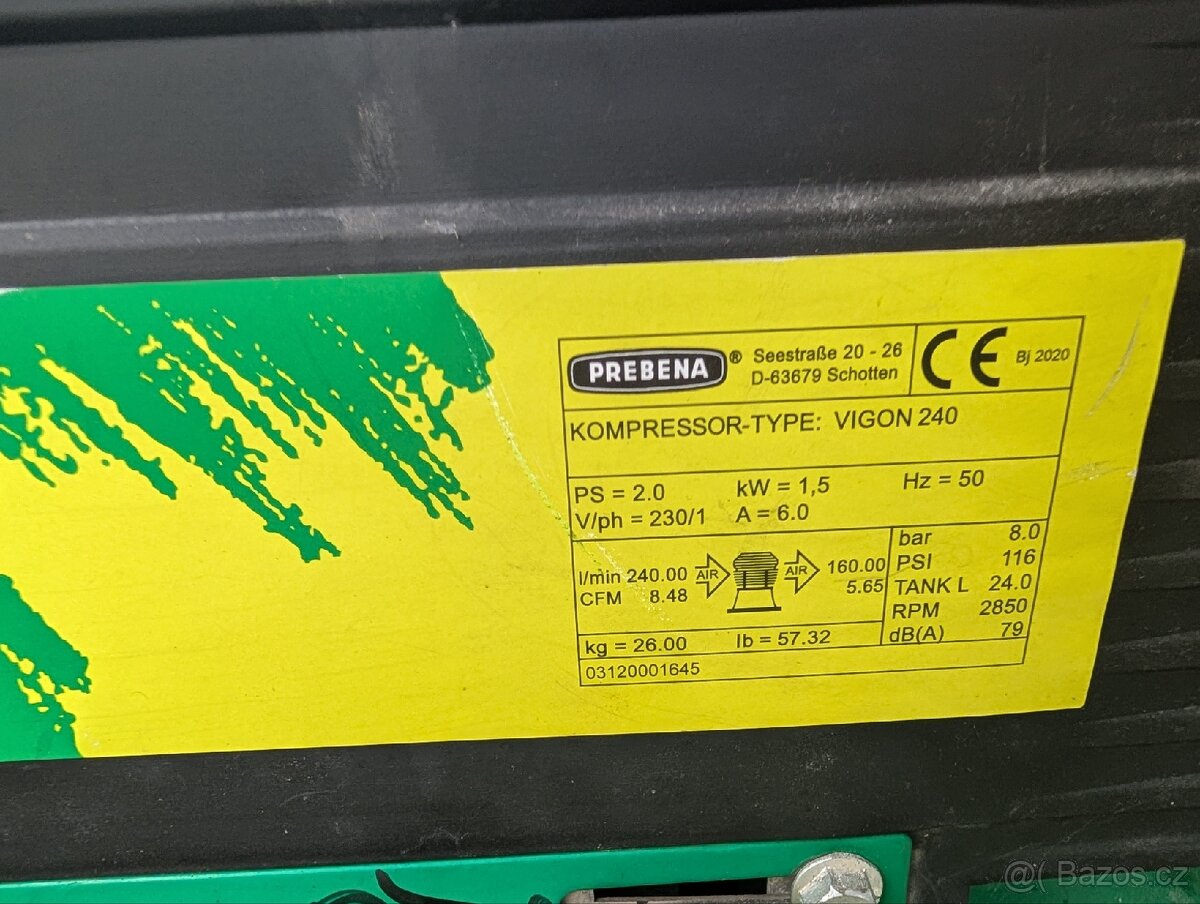 PREBENA® Seestraße 20 - 26
D-63679 Schotten
CE Bj 2020
KOMPRESSOR-TYPE: VIGON 240
PS = 2.0 kW = 1,5 Hz = 50
V/ph = 230/1 A = 6.0
l/min 240.00 AIR AIR 160.00
CFM 8.48 5.65
bar 8.0
PSI 116
TANK L 24.0
RPM 2850
dB(A) 79
kg = 26.00 lb = 57.32
03120001645
@( Bazos.cz